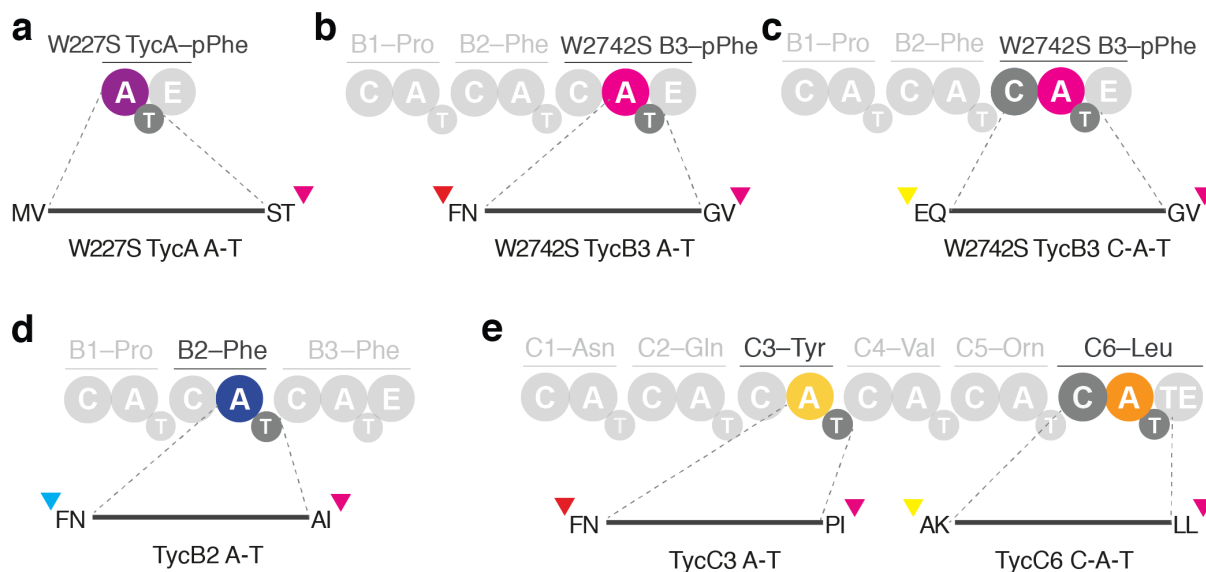 a
W227S TycA–pPhe
A E
T
MV ST
W227S TycA A-T
b
B1–Pro B2–Phe W2742S B3–pPhe
C A C A C A E
T T T
FN GV
W2742S TycB3 A-T
c
B1–Pro B2–Phe W2742S B3–pPhe
C A C A C A E
T T T
EQ GV
W2742S TycB3 C-A-T
d
B1–Pro B2–Phe B3–Phe
C A C A C A E
T T T
FN AI
TycB2 A-T
e
C1–Asn C2–Gln C3–Tyr C4–Val C5–Orn C6–Leu
C A C A C A C A C A C A TE
T T T T T T
FN PI AK LL
TycC3 A-T TycC6 C-A-T